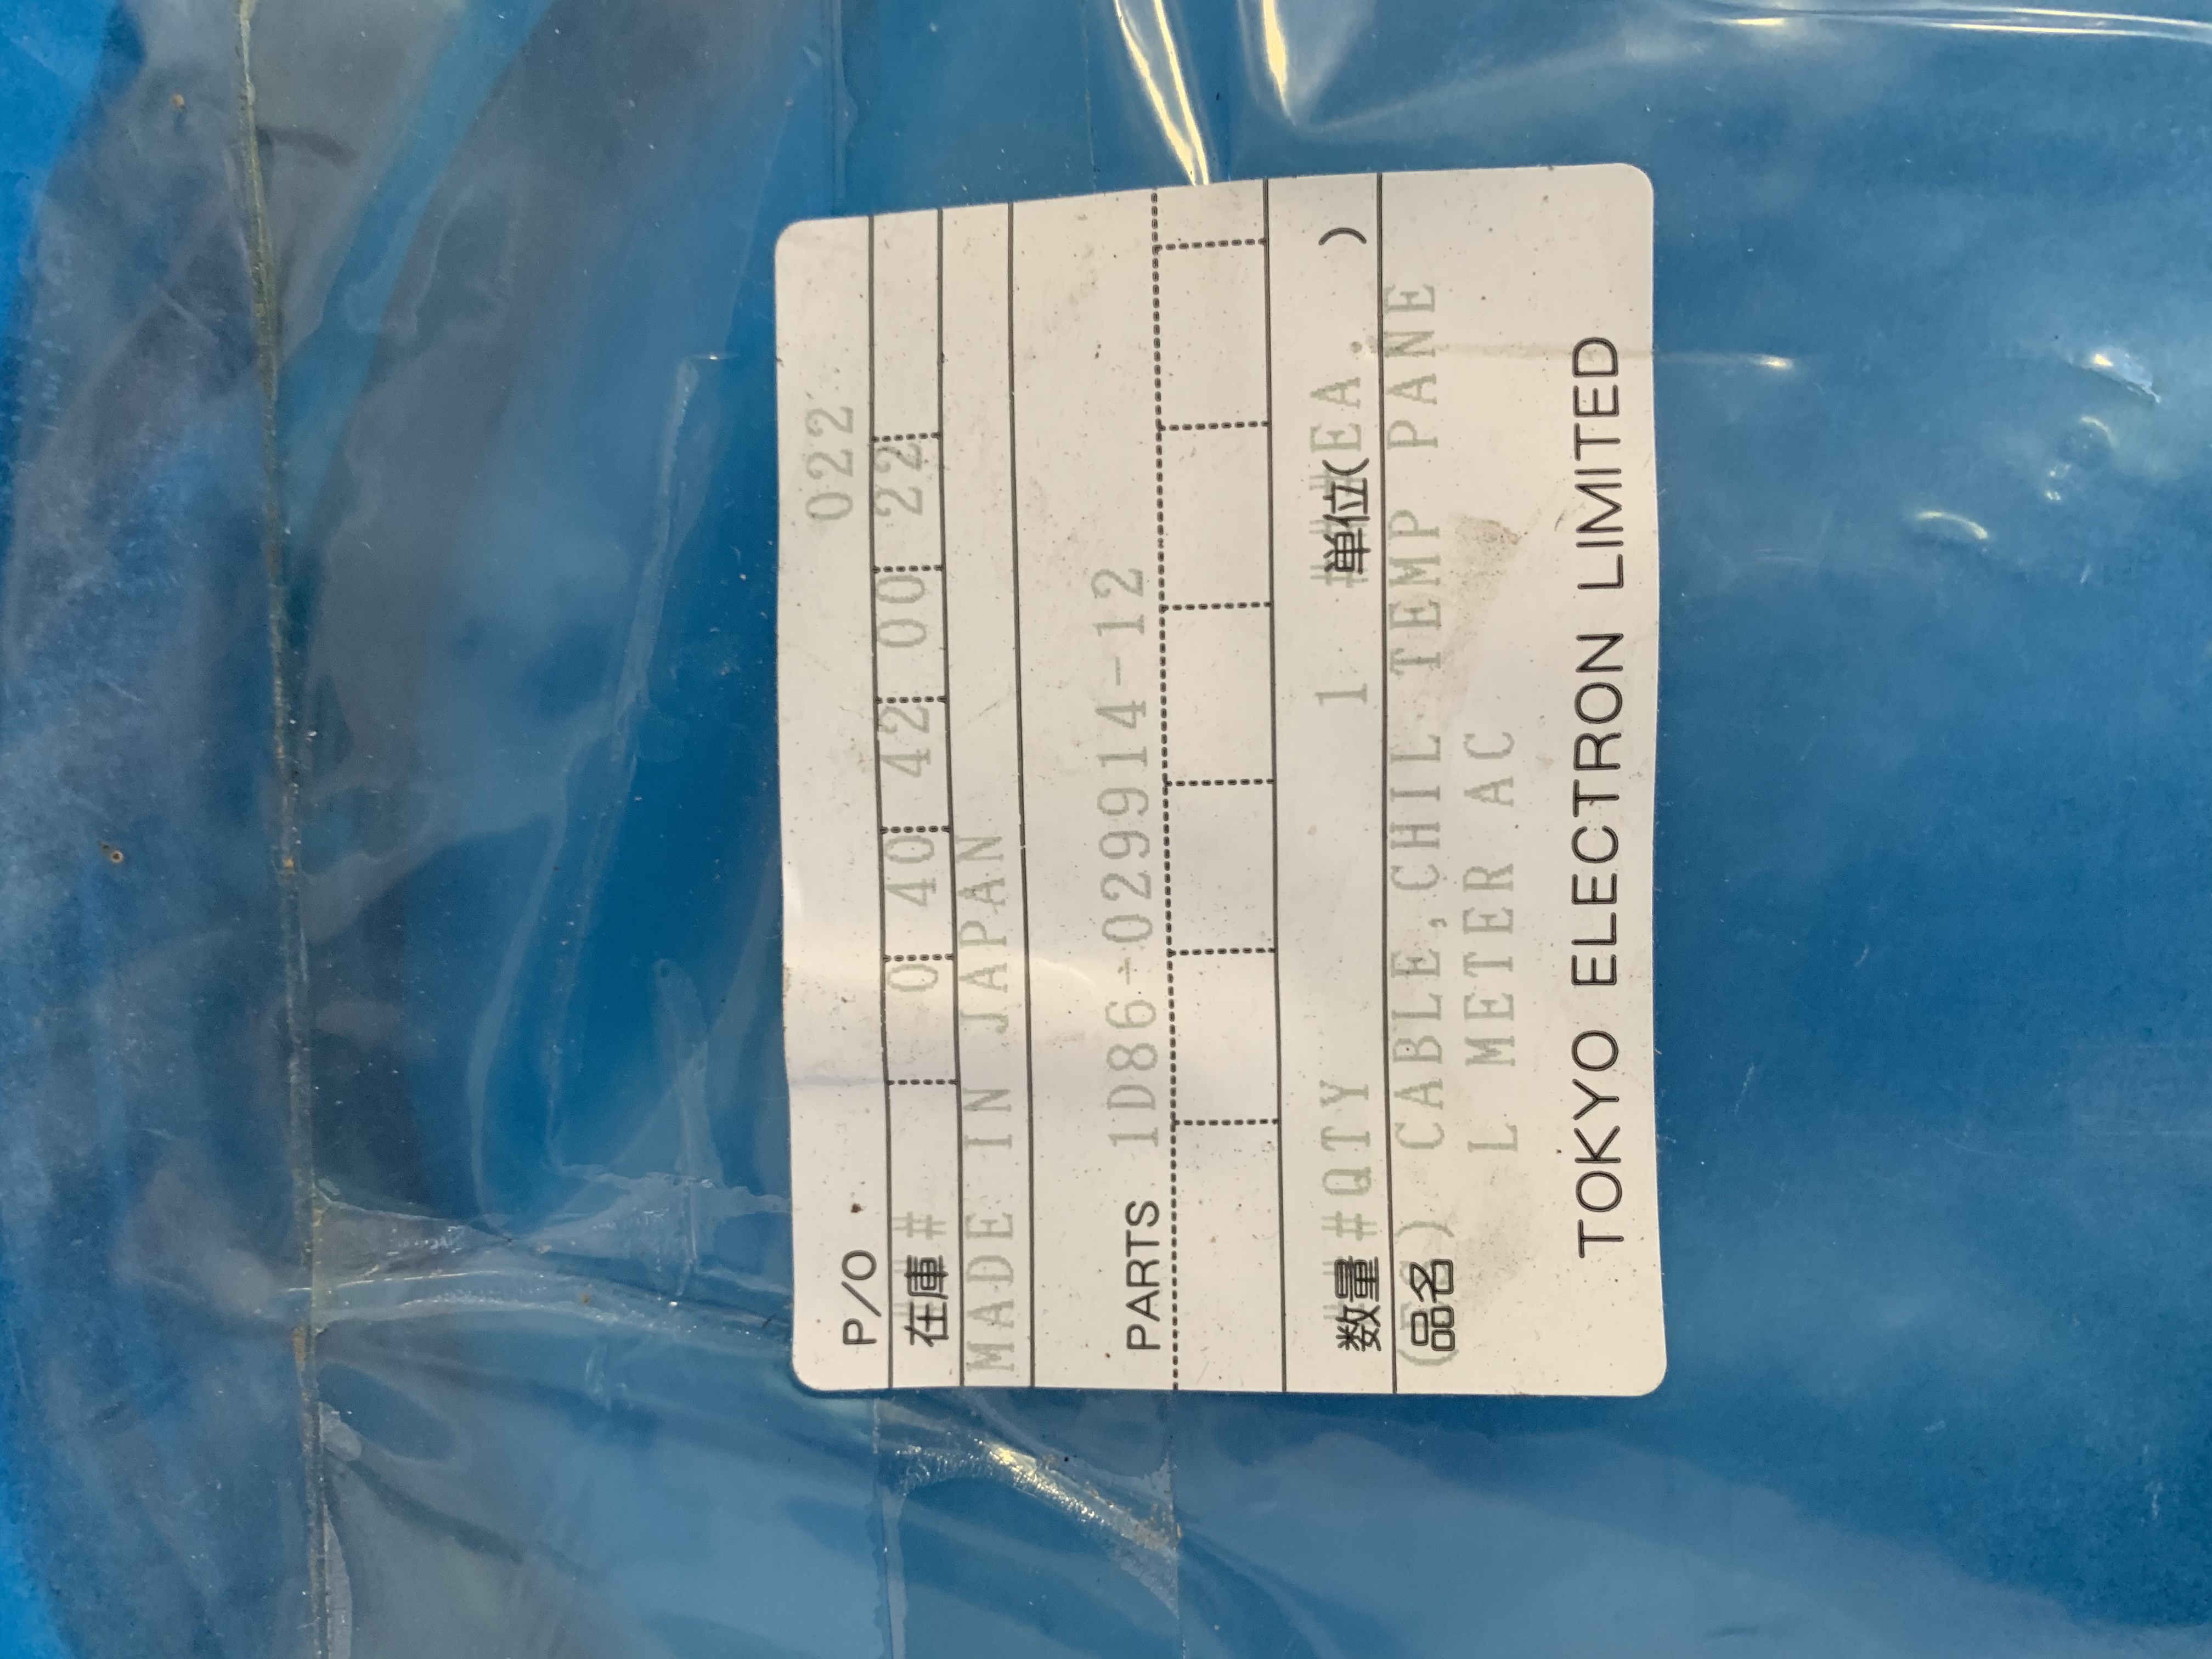 P/O 022
在庫# 0 40 42 00 22
MADE IN JAPAN
PARTS 1D86-029914-12
数量#QTY 1 #単位(#EA. )
(品名) CABLE,CHIL TEMP PANE
L METER AC
TOKYO ELECTRON LIMITED